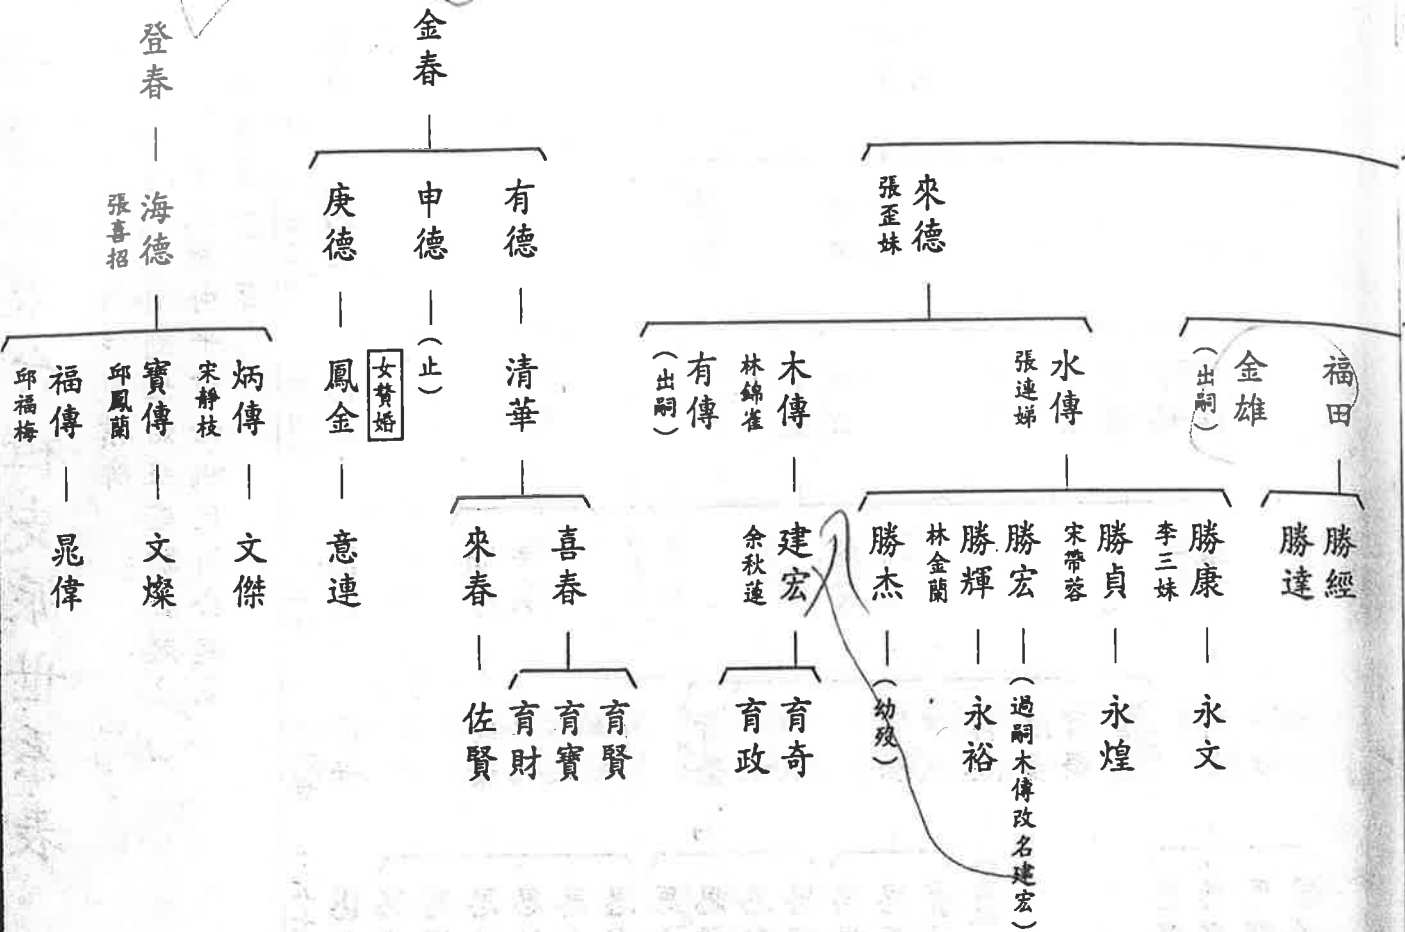 福田
金雄
（出嗣）
勝經
勝達
來德
張歪妹
水傳
張連娣
木傳
林錦雀
有傳
（出嗣）
勝康
李三妹
勝貞
宋帶蓉
勝宏
勝輝
林金蘭
勝杰
建宏
余秋蓮
永文
永煌
（過嗣木傳改名建宏）
永裕
（幼歿）
育奇
育政
金春
有德
申德
庚德
清華
（止）
女贅婚
鳳金
喜春
來春
意連
育賢
育寶
育財
佐賢
登春
海德
張喜招
炳傳
宋靜枝
寶傳
邱鳳蘭
福傳
邱福梅
文傑
文燦
晁偉